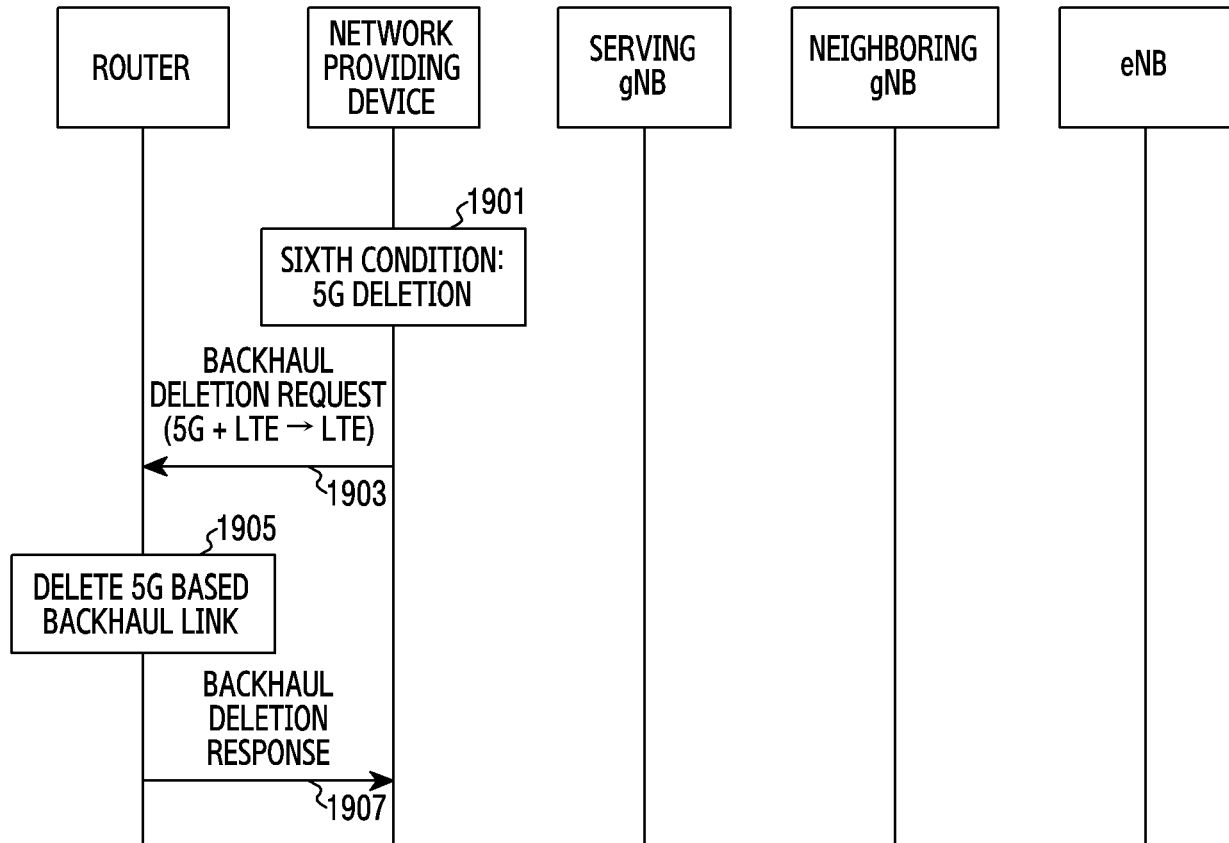 ROUTER
NETWORK
PROVIDING
DEVICE
SERVING
gNB
NEIGHBORING
gNB
eNB
1901
SIXTH CONDITION:
5G DELETION
BACKHAUL
DELETION REQUEST
(5G + LTE → LTE)
1903
1905
DELETE 5G BASED
BACKHAUL LINK
BACKHAUL
DELETION
RESPONSE
1907